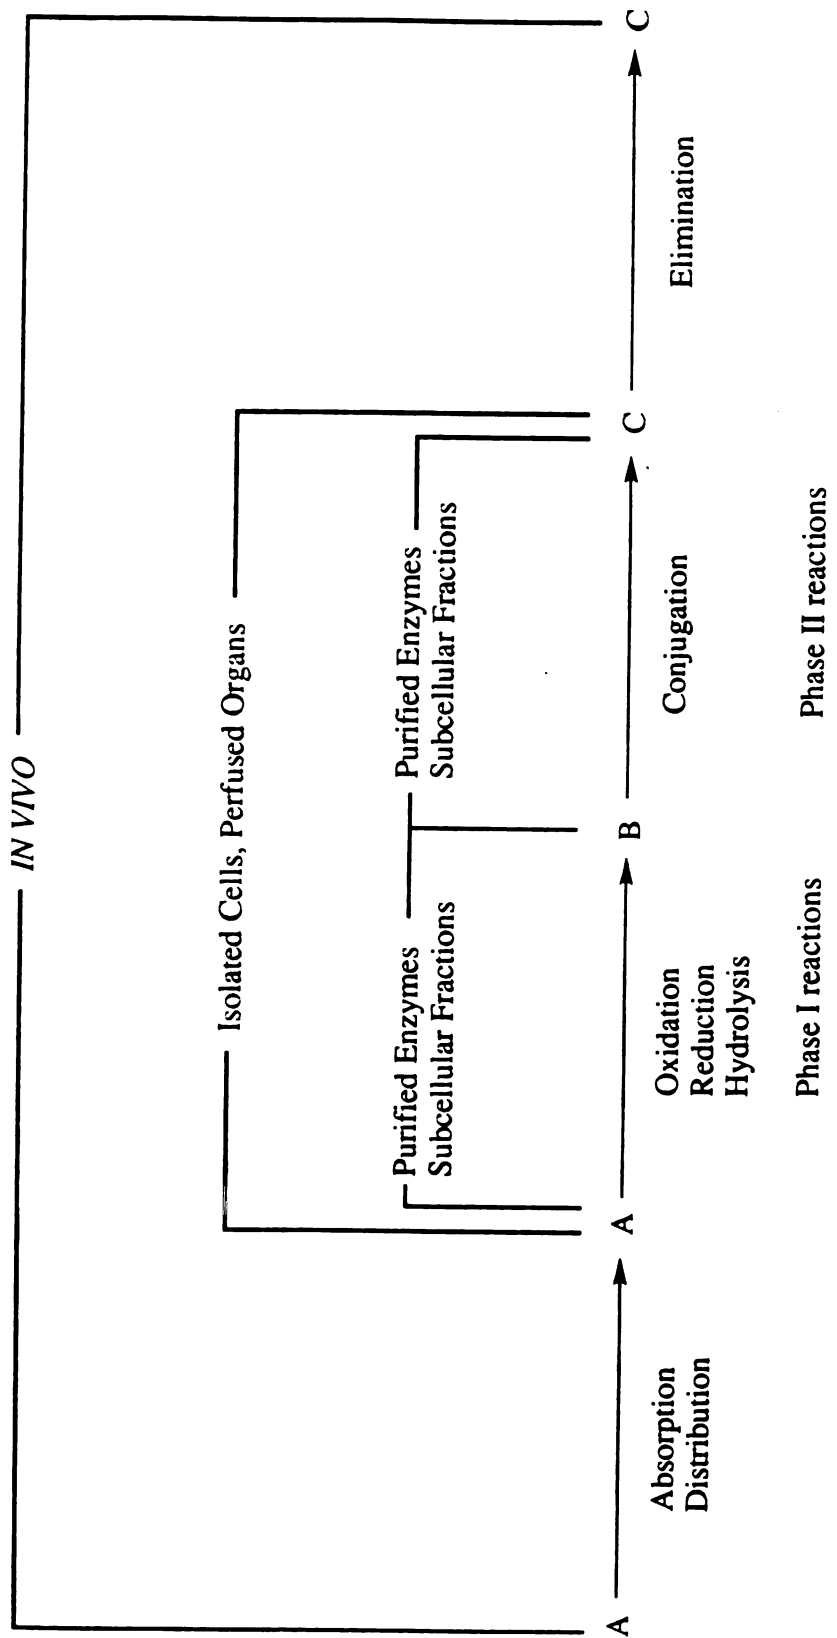 IN VIVO
Isolated Cells, Perfused Organs
Purified Enzymes
Subcellular Fractions
Purified Enzymes
Subcellular Fractions
A
A
B
C
C
Absorption
Distribution
Oxidation
Reduction
Hydrolysis
Conjugation
Elimination
Phase I reactions
Phase II reactions